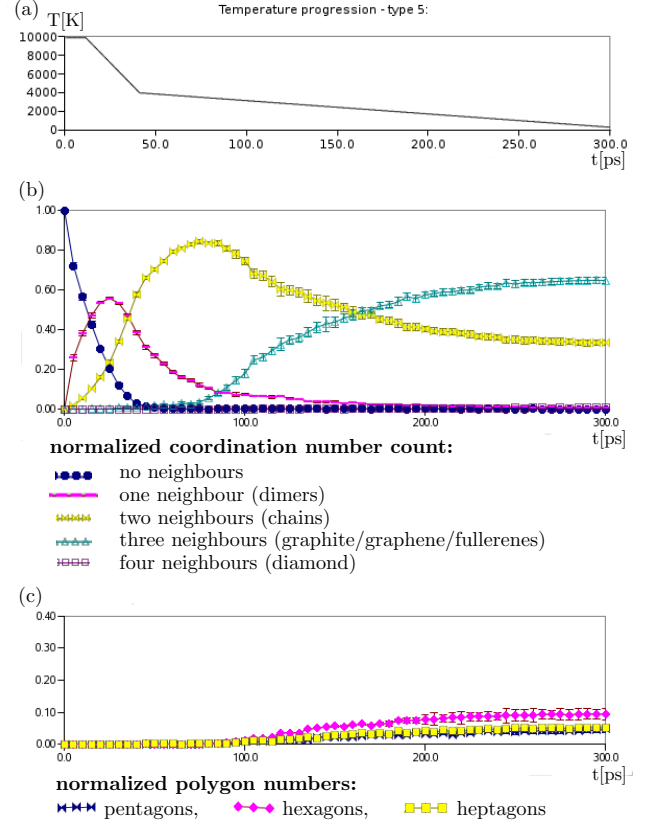 (a)
Temperature progression - type 5:
T[K]
10000
8000
6000
4000
2000
0
0.0 50.0 100.0 150.0 200.0 250.0 300.0
t[ps]
(b)
1.00
0.80
0.60
0.40
0.20
0.00
0.0 100.0 200.0 300.0
t[ps]
normalized coordination number count:
no neighbours
one neighbour (dimers)
two neighbours (chains)
three neighbours (graphite/graphene/fullerenes)
four neighbours (diamond)
(c)
0.40
0.30
0.20
0.10
0.00
0.0 100.0 200.0 300.0
t[ps]
normalized polygon numbers:
pentagons, hexagons, heptagons